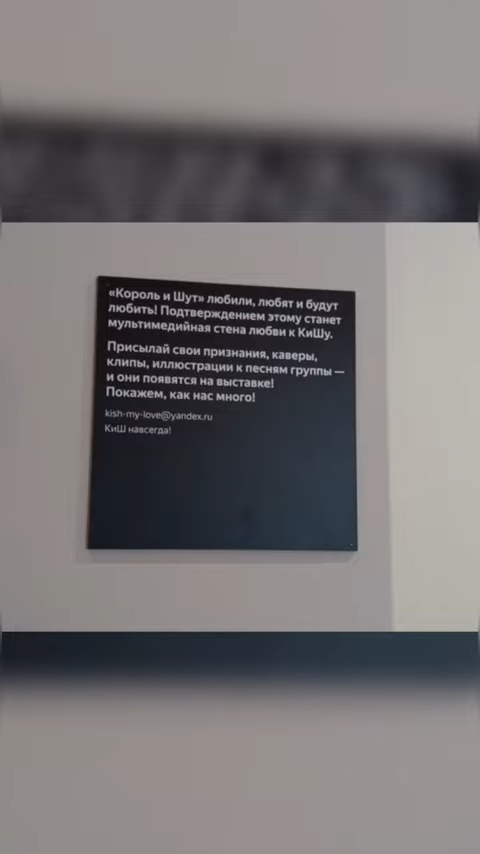 «Король и Шут» любили, любят и будут
любить! Подтверждением этому станет
мультимедийная стена любви к КиШу.
Присылай свои признания, каверы,
клипы, иллюстрации к песням группы —
и они появятся на выставке!
Покажем, как нас много!
kish-my-love@yandex.ru
КиШ навсегда!